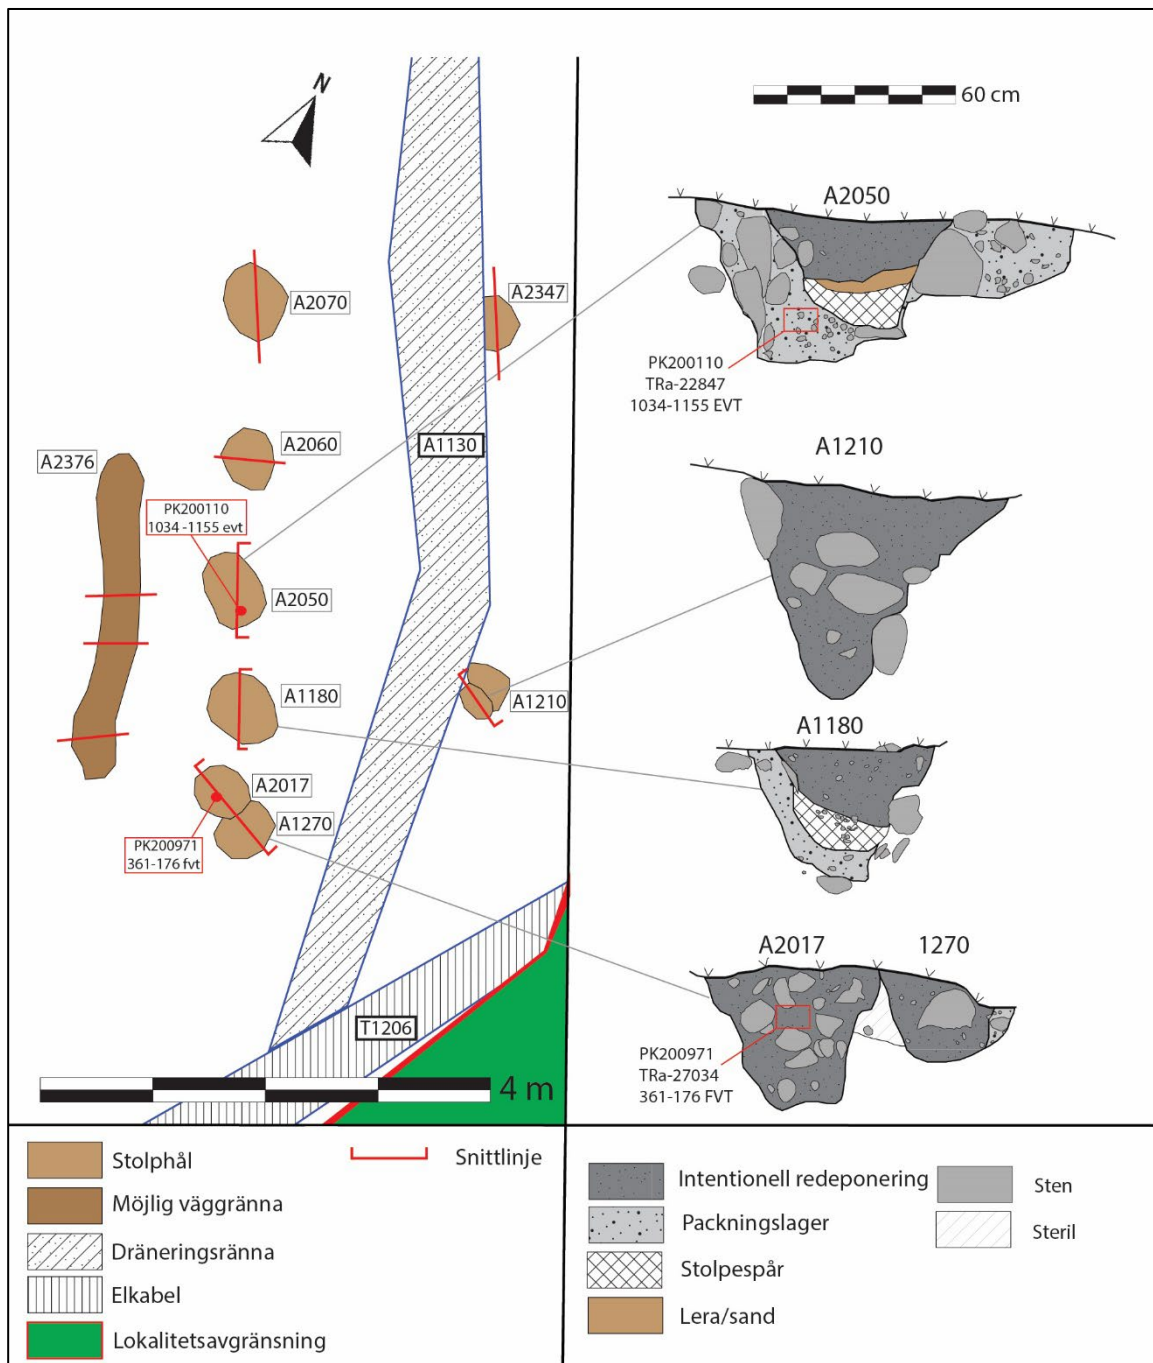 N
A2070
A2347
A2060
A1130
A2376
PK200110
1034 -1155 evt
A2050
A1180
A1210
A2017
A1270
PK200971
361-176 fvt
T1206
4 m
60 cm
A2050
PK200110
TRa-22847
1034-1155 EVT
A1210
A1180
A2017
1270
PK200971
TRa-27034
361-176 FVT
Stolphål
Snittlinje
Möjlig väggränna
Dräneringsränna
Elkabel
Lokalitetsavgränsning
Intentionell redeponering
Sten
Packningslager
Steril
Stolpespår
Lera/sand